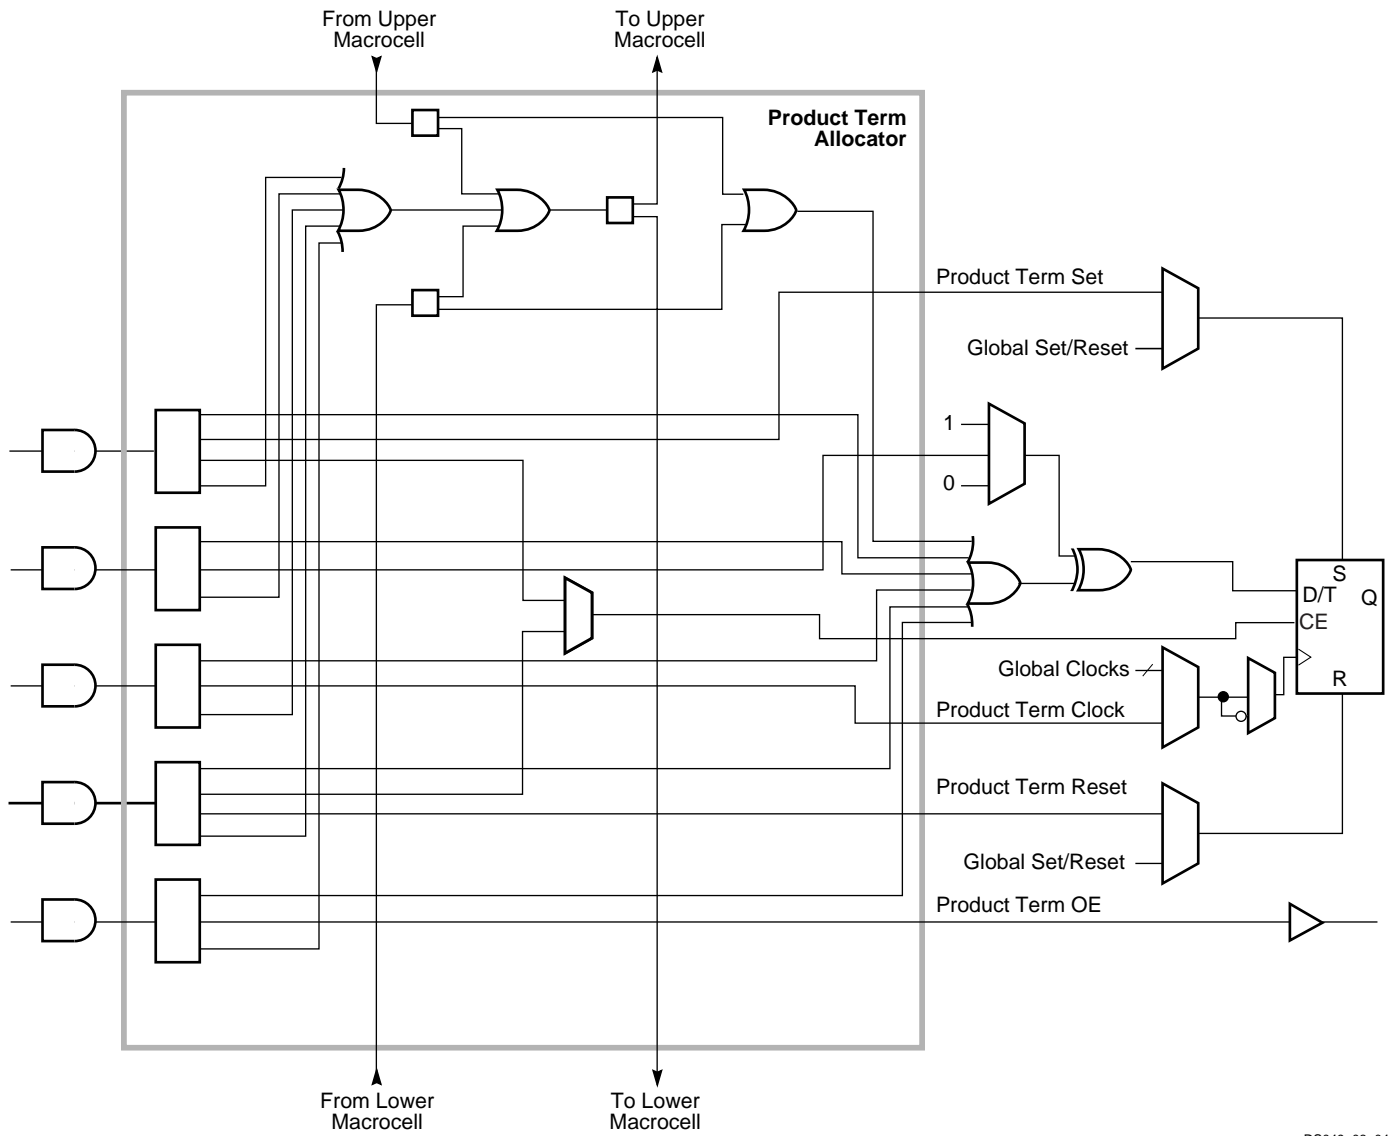 From Upper
Macrocell
To Upper
Macrocell
Product Term
Allocator
Product Term Set
Global Set/Reset
1
0
S
D/T
Q
CE
R
Global Clocks
Product Term Clock
Product Term Reset
Global Set/Reset
Product Term OE
From Lower
Macrocell
To Lower
Macrocell